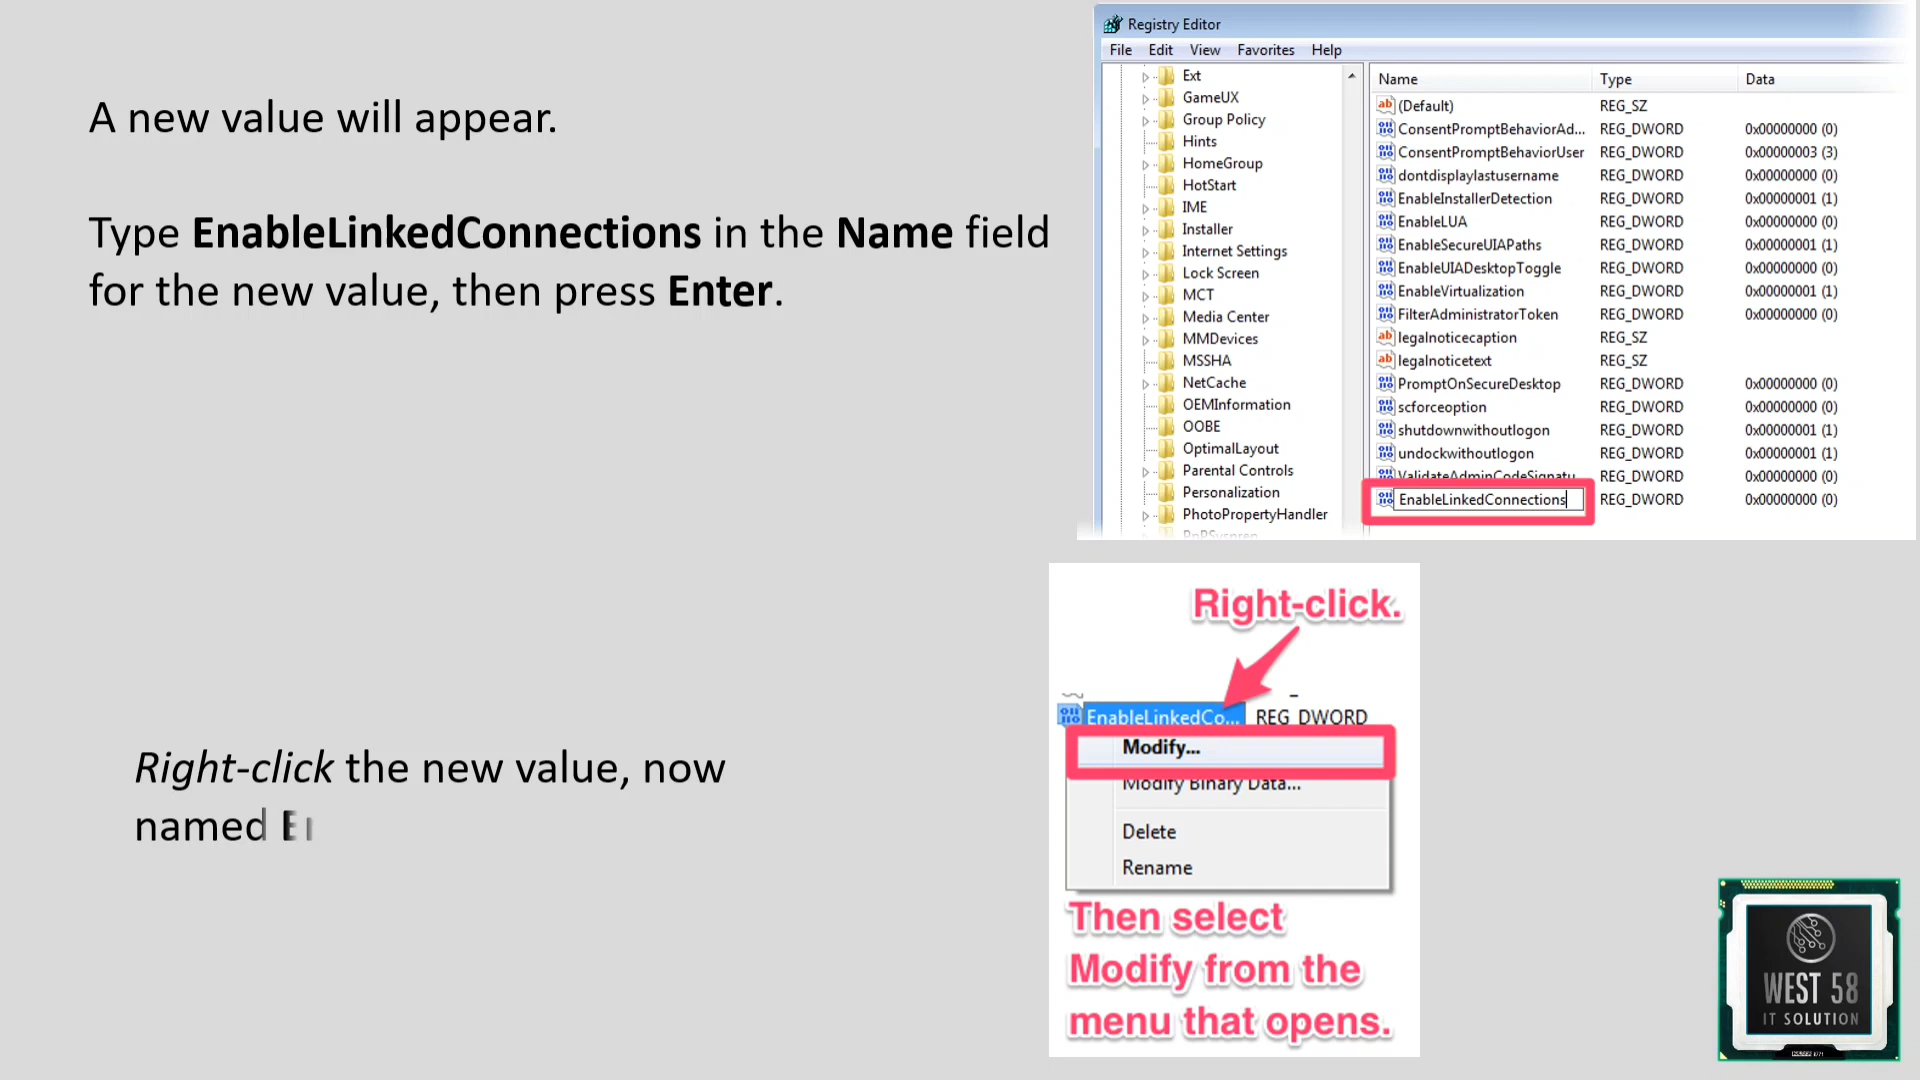 A new value will appear.
Type EnableLinkedConnections in the Name field
for the new value, then press Enter.
Registry Editor
File Edit View Favorites Help
Ext
GameUX
Group Policy
Hints
HomeGroup
HotStart
IME
Installer
Internet Settings
Lock Screen
MCT
Media Center
MMDevices
MSSHA
NetCache
OEMInformation
OOBE
OptimalLayout
Parental Controls
Personalization
PhotoPropertyHandler
Name Type Data
(Default) REG_SZ
ConsentPromptBehaviorAd... REG_DWORD 0x00000000 (0)
ConsentPromptBehaviorUser REG_DWORD 0x00000003 (3)
dontdisplaylastusername REG_DWORD 0x00000000 (0)
EnableInstallerDetection REG_DWORD 0x00000001 (1)
EnableLUA REG_DWORD 0x00000000 (0)
EnableSecureUIAPaths REG_DWORD 0x00000001 (1)
EnableUIADesktopToggle REG_DWORD 0x00000000 (0)
EnableVirtualization REG_DWORD 0x00000001 (1)
FilterAdministratorToken REG_DWORD 0x00000000 (0)
legalnoticecaption REG_SZ
legalnoticetext REG_SZ
PromptOnSecureDesktop REG_DWORD 0x00000000 (0)
scforceoption REG_DWORD 0x00000000 (0)
shutdownwithoutlogon REG_DWORD 0x00000001 (1)
undockwithoutlogon REG_DWORD 0x00000001 (1)
ValidateAdminCodeSignatu REG_DWORD 0x00000000 (0)
EnableLinkedConnections REG_DWORD 0x00000000 (0)
Right-click the new value, now
named
Right-click.
EnableLinkedCo... REG_DWORD
Modify...
Modify Binary Data...
Delete
Rename
Then select
Modify from the
menu that opens.
WEST 58
IT SOLUTION